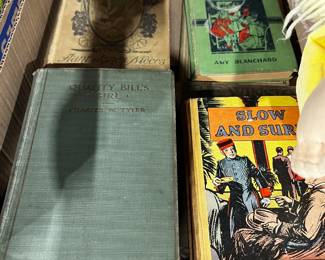 AMY BLANCHARD
QUALITY BILL'S
GIRL
CHARLES W. TYLER
SLOW
AND SURE